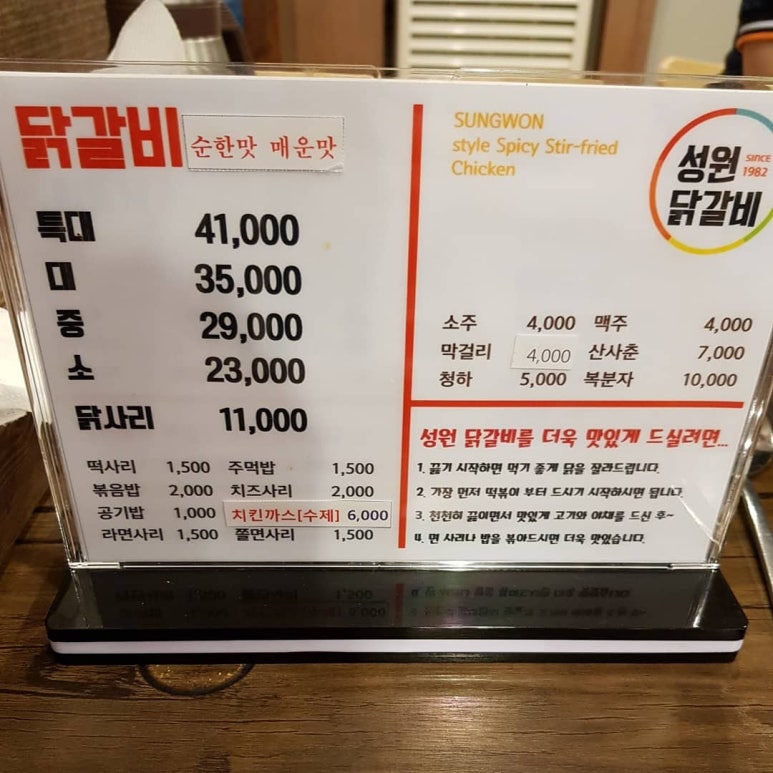 닭갈비 순한맛 매운맛
특대 41,000
대 35,000
중 29,000
소 23,000
닭사리 11,000
떡사리 1,500 주먹밥 1,500
볶음밥 2,000 치즈사리 2,000
공기밥 1,000 치킨까스[수제] 6,000
라면사리 1,500 쫄면사리 1,500
SUNGWON
style Spicy Stir-fried
Chicken
성원 SINCE 1982
닭갈비
소주 4,000 맥주 4,000
막걸리 4,000 산사춘 7,000
청하 5,000 복분자 10,000
성원 닭갈비를 더욱 맛있게 드실려면...
1. 끓기 시작하면 먹기 좋게 닭을 잘라드립니다.
2. 가장 먼저 떡볶이 부터 드시기 시작하시면 됩니다.
3. 천천히 끓이면서 맛있게 고기와 야채를 드신 후~
4. 면 사리나 밥을 볶아드시면 더욱 맛있습니다.